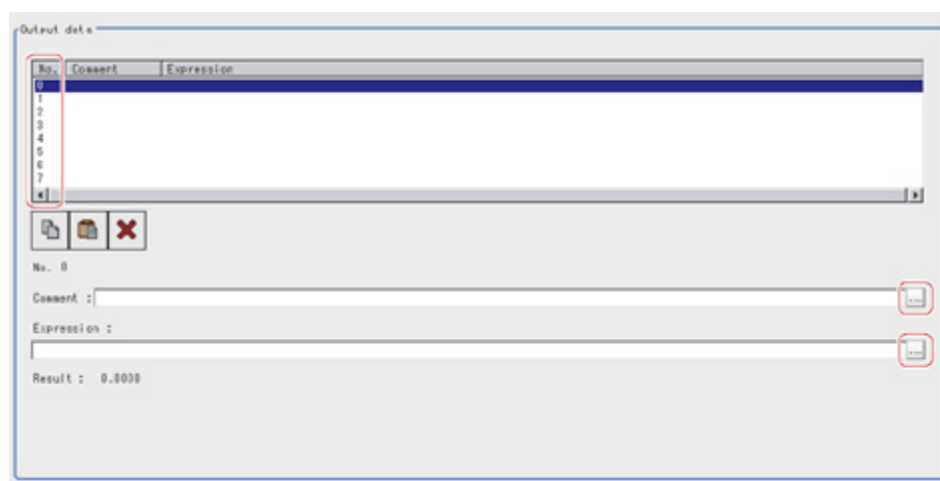 Output data
No. Comment Expression
0
1
2
3
4
5
6
7
No. 0
Comment :
...
Expression :
...
Result : 0.0000